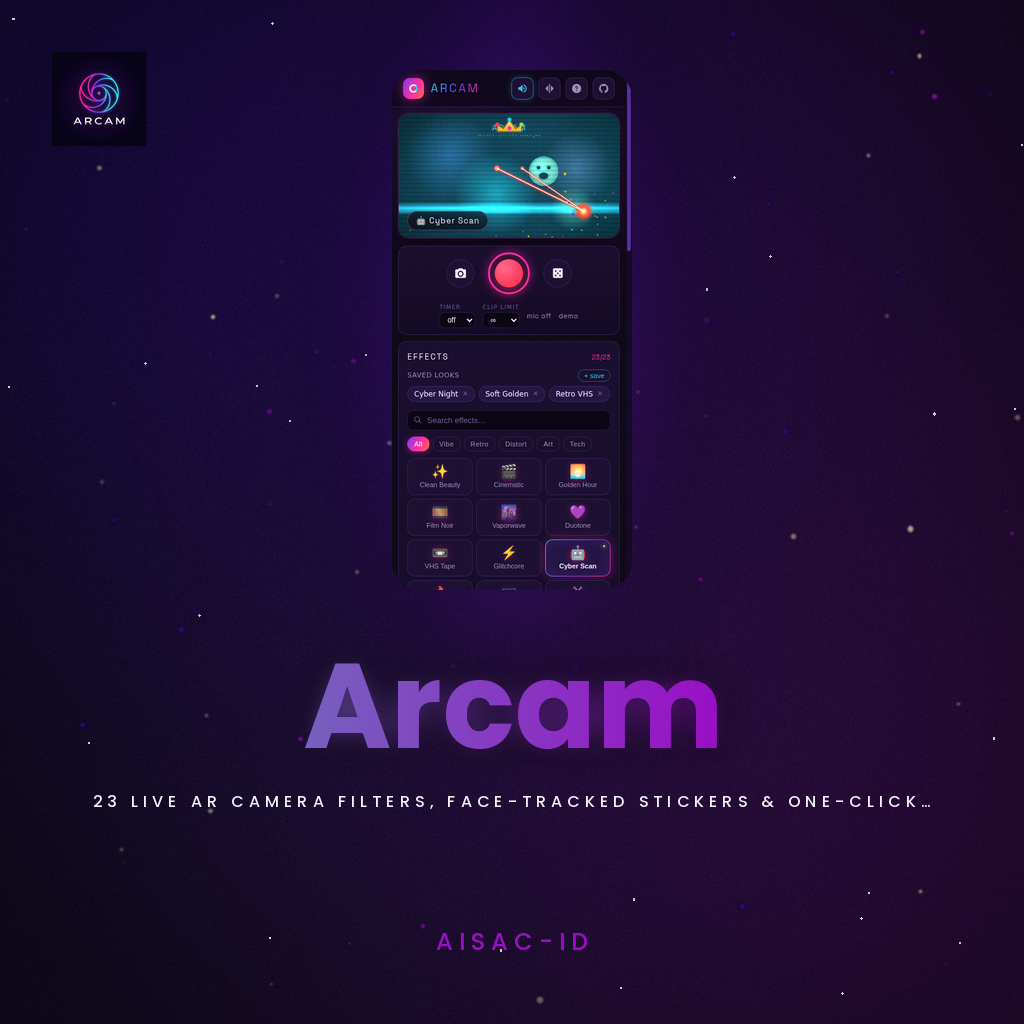 ARCAM
ARCAM
Cyber Scan
TIMER
CLIP LIMIT
off
∞
mic off
demo
EFFECTS
23/23
SAVED LOOKS
+ save
Cyber Night ×
Soft Golden ×
Retro VHS ×
Search effects...
All
Vibe
Retro
Distort
Art
Tech
Clean Beauty
Cinematic
Golden Hour
Film Noir
Vaporwave
Duotone
VHS Tape
Glitchcore
Cyber Scan
Arcam
23 LIVE AR CAMERA FILTERS, FACE-TRACKED STICKERS & ONE-CLICK…
AISAC-ID